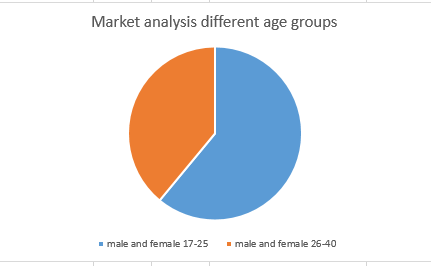 Market analysis different age groups
male and female 17-25
male and female 26-40